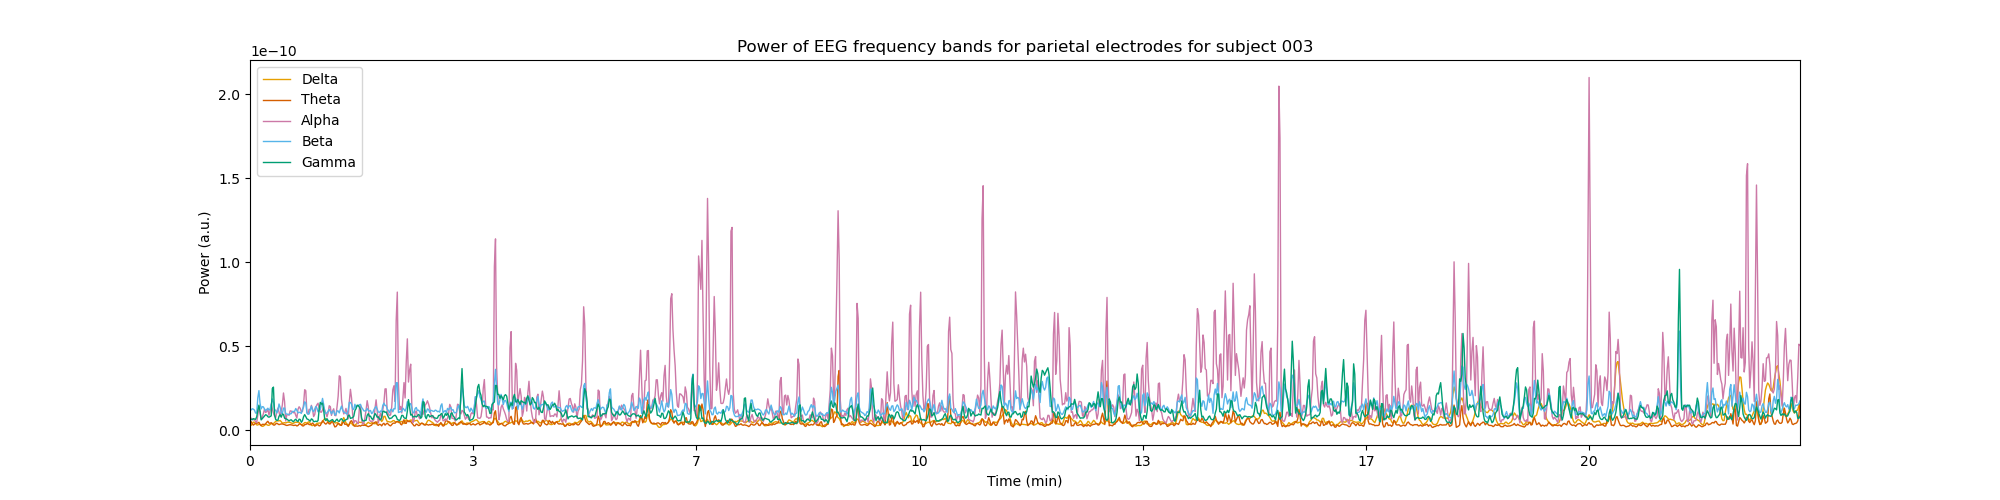 Power of EEG frequency bands for parietal electrodes for subject 003
1e−10
Delta
Theta
Alpha
Beta
Gamma
2.0
1.5
1.0
0.5
0.0
Power (a.u.)
0 3 7 10 13 17 20
Time (min)